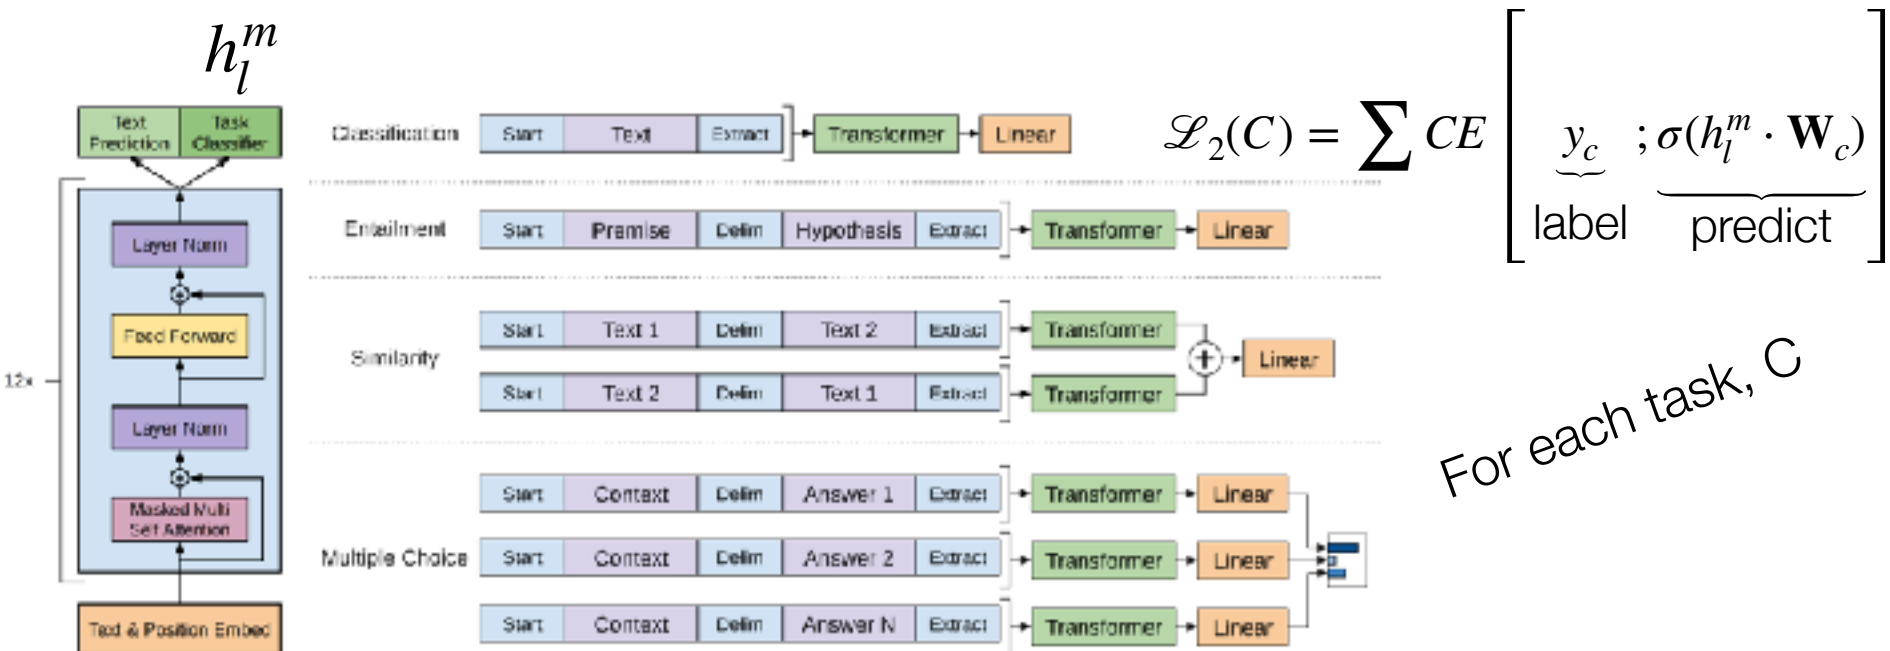 h_l^m
Text Prediction
Task Classifier
12x
Layer Norm
Feed Forward
Layer Norm
Masked Multi
Self Attention
Text & Position Embed
Classification Start Text Extract Transformer Linear
Entailment Start Premise Delim Hypothesis Extract Transformer Linear
Similarity
Start Text 1 Delim Text 2 Extract Transformer
+ Linear
Start Text 2 Delim Text 1 Extract Transformer
Multiple Choice
Start Context Delim Answer 1 Extract Transformer Linear
Start Context Delim Answer 2 Extract Transformer Linear
Start Context Delim Answer N Extract Transformer Linear
ℒ_2(C) = ∑ CE [ y_c ; σ(h_l^m · W_c) ]
label predict
For each task, C